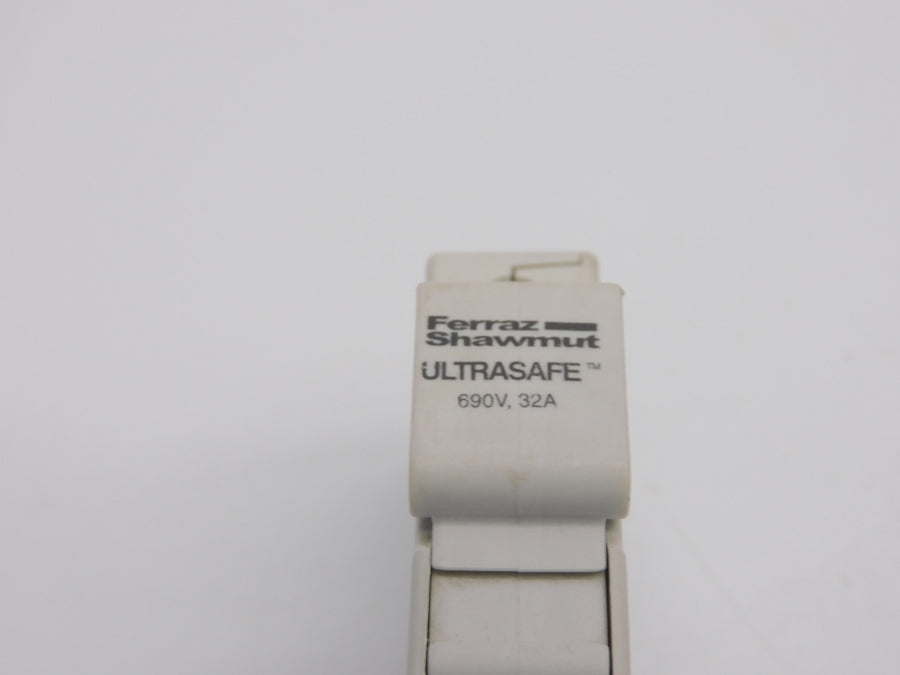 Ferraz
Shawmut
ULTRASAFE™
690V, 32A